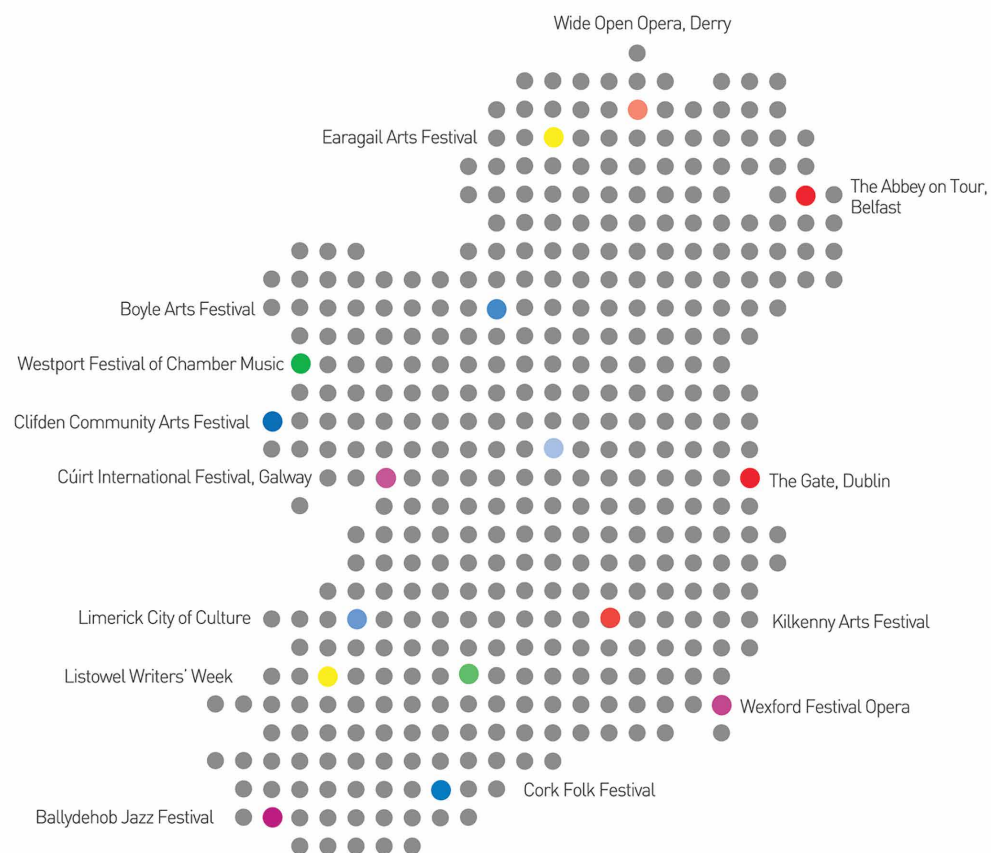 Wide Open Opera, Derry
Earagail Arts Festival
The Abbey on Tour,
Belfast
Boyle Arts Festival
Westport Festival of Chamber Music
Clifden Community Arts Festival
Cúirt International Festival, Galway
The Gate, Dublin
Limerick City of Culture
Kilkenny Arts Festival
Listowel Writers’ Week
Wexford Festival Opera
Cork Folk Festival
Ballydehob Jazz Festival